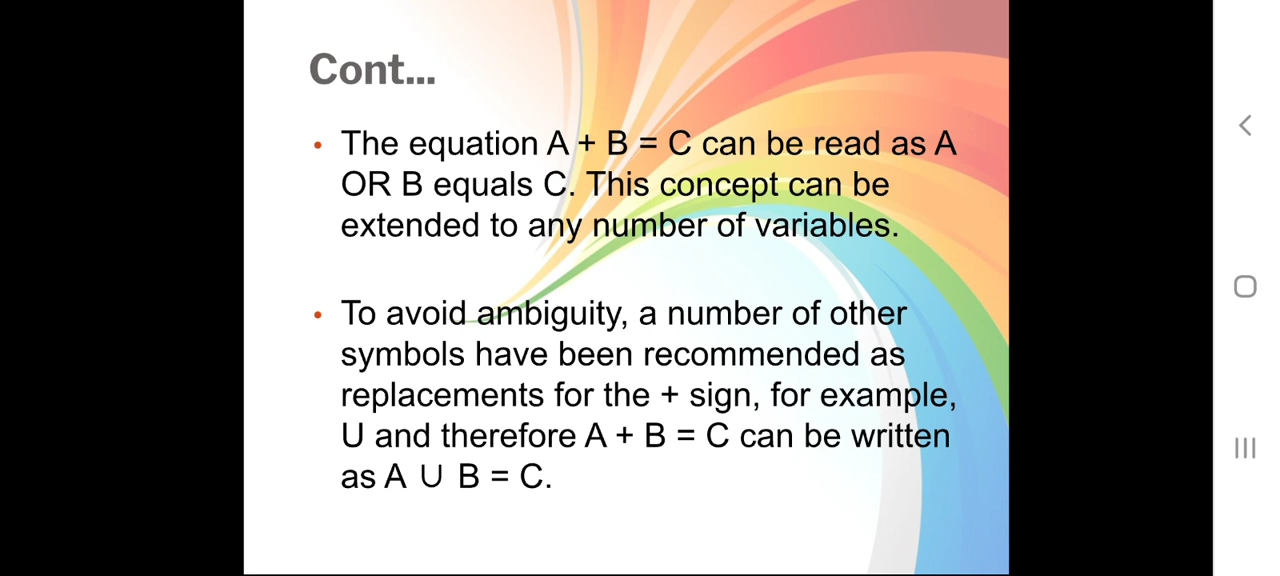 Cont...
• The equation A + B = C can be read as A
OR B equals C. This concept can be
extended to any number of variables.
• To avoid ambiguity, a number of other
symbols have been recommended as
replacements for the + sign, for example,
U and therefore A + B = C can be written
as A ∪ B = C.